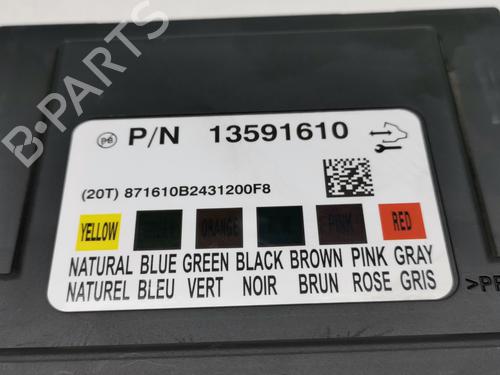 B-PARTS
Pb P/N 13591610
(20T) 871610B2431200F8
YELLOW ORANGE PINK RED
NATURAL BLUE GREEN BLACK BROWN PINK GRAY
NATUREL BLEU VERT NOIR BRUN ROSE GRIS